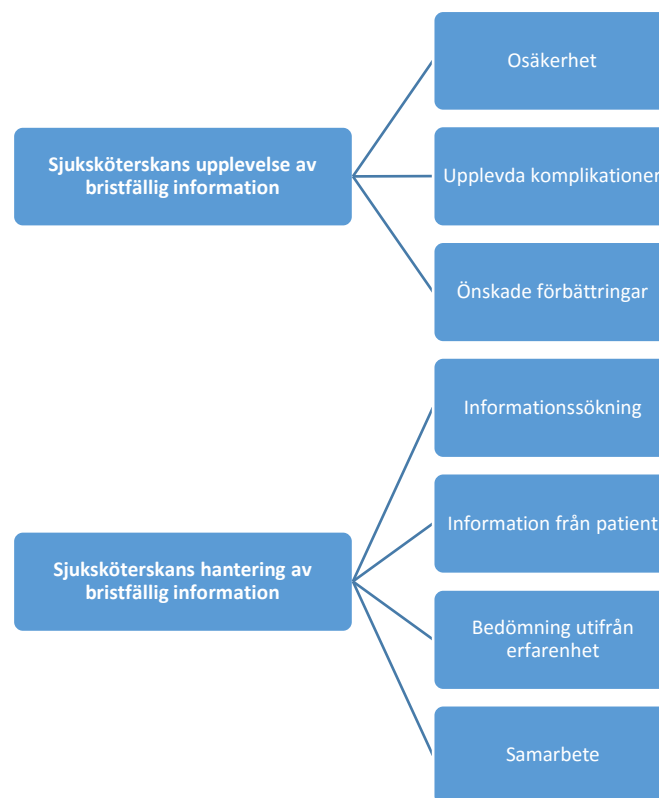 Sjuksköterskans upplevelse av
bristfällig information
Osäkerhet
Upplevda komplikationer
Önskade förbättringar
Sjuksköterskans hantering av
bristfällig information
Informationssökning
Information från patient
Bedömning utifrån
erfarenhet
Samarbete